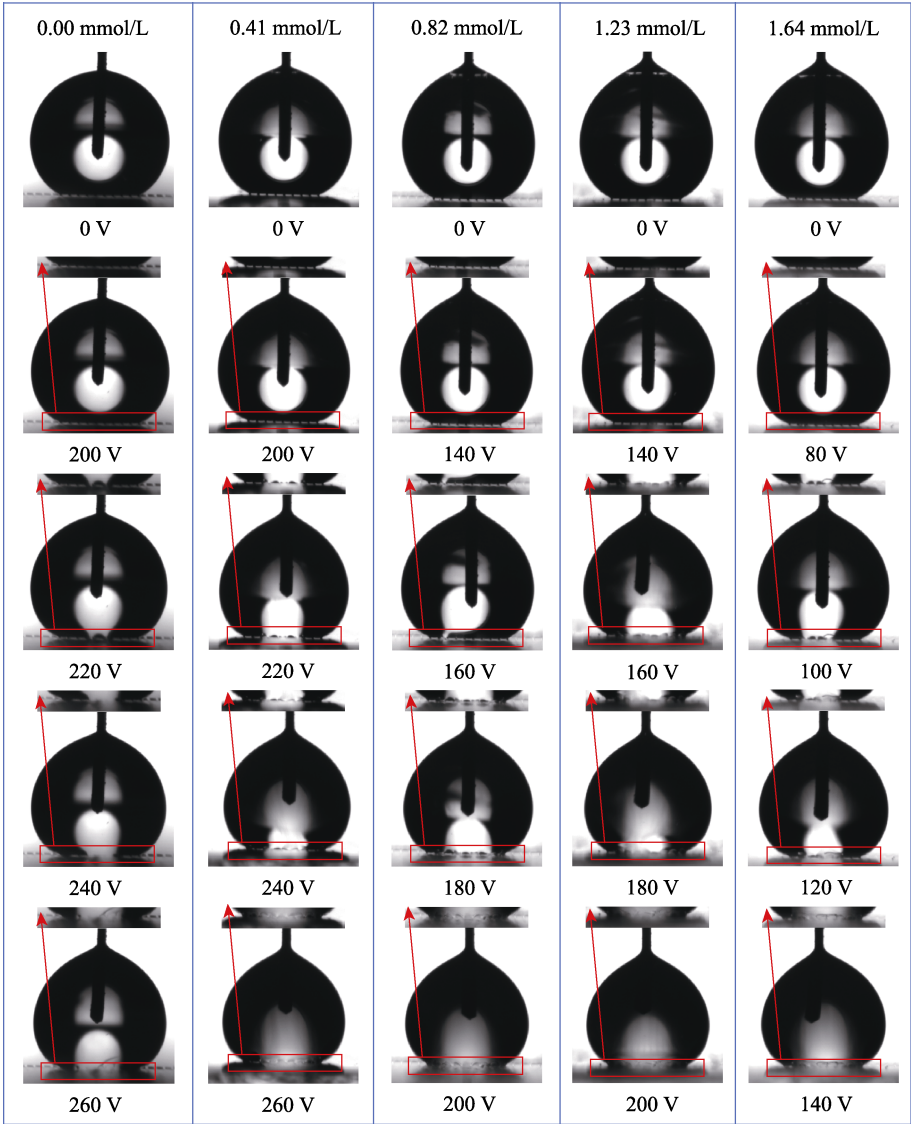 0.00 mmol/L 0.41 mmol/L 0.82 mmol/L 1.23 mmol/L 1.64 mmol/L
0 V 0 V 0 V 0 V 0 V
200 V 200 V 140 V 140 V 80 V
220 V 220 V 160 V 160 V 100 V
240 V 240 V 180 V 180 V 120 V
260 V 260 V 200 V 200 V 140 V